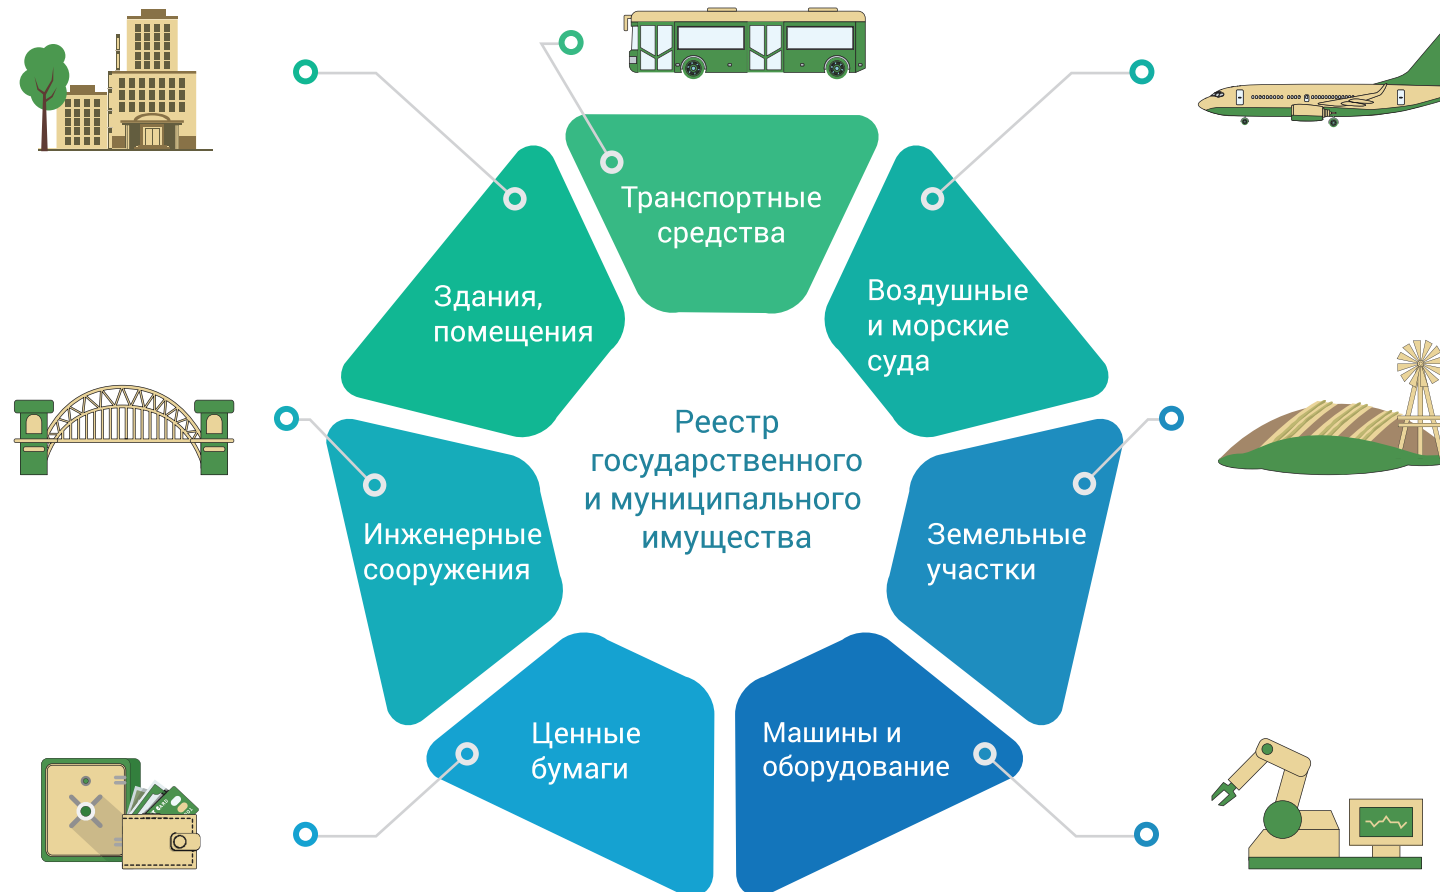 Транспортные
средства
Воздушные
и морские
суда
Здания,
помещения
Реестр
государственного
и муниципального
имущества
Инженерные
сооружения
Земельные
участки
Ценные
бумаги
Машины и
оборудование